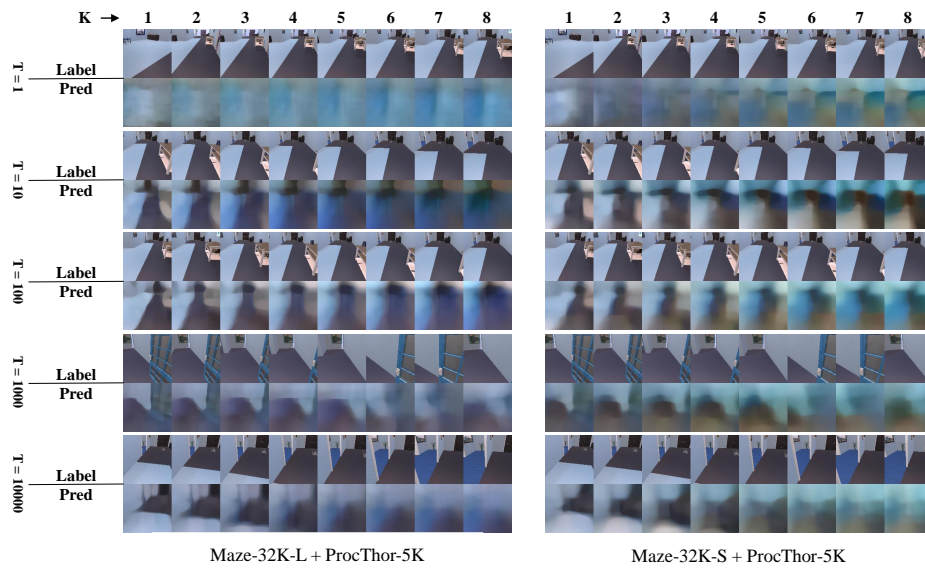 K → 1 2 3 4 5 6 7 8 1 2 3 4 5 6 7 8
T = 1
Label
Pred
T = 10
Label
Pred
T = 100
Label
Pred
T = 1000
Label
Pred
T = 10000
Label
Pred
Maze-32K-L + ProcThor-5K
Maze-32K-S + ProcThor-5K